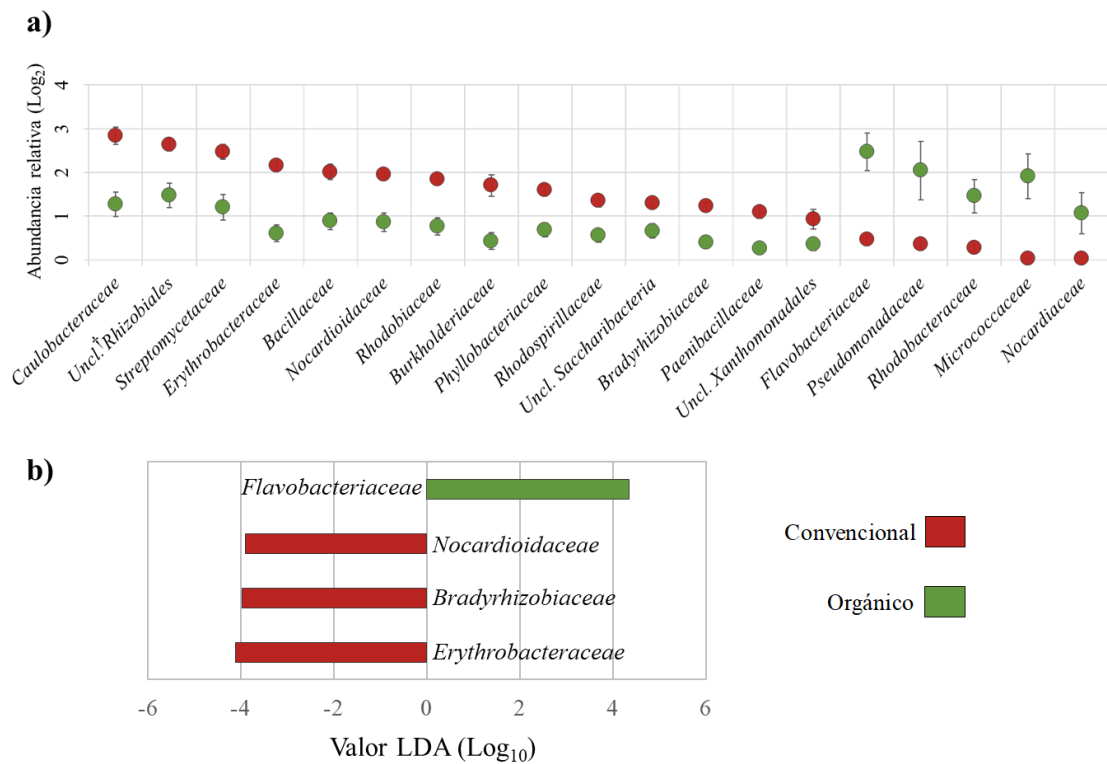 a)
Abundancia relativa (Log₂)
4
3
2
1
0
Caulobacteraceae
Uncl.† Rhizobiales
Streptomycetaceae
Erythrobacteraceae
Bacillaceae
Nocardioidaceae
Rhodobiaceae
Burkholderiaceae
Phyllobacteriaceae
Rhodospirillaceae
Uncl. Saccharibacteria
Bradyrhizobiaceae
Paenibacillaceae
Uncl. Xanthomonadales
Flavobacteriaceae
Pseudomonadaceae
Rhodobacteraceae
Micrococcaceae
Nocardiaceae
b)
Flavobacteriaceae
Nocardioidaceae
Bradyrhizobiaceae
Erythrobacteraceae
-6 -4 -2 0 2 4 6
Valor LDA (Log₁₀)
Convencional
Orgánico